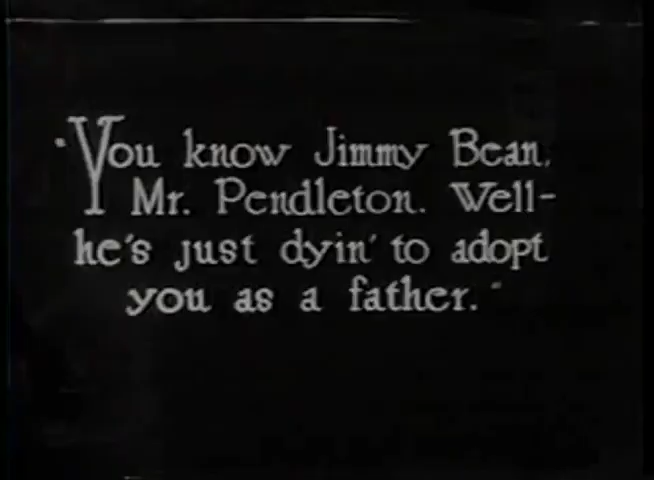 "You know Jimmy Bean,
Mr. Pendleton. Well-
he's just dyin' to adopt
you as a father."